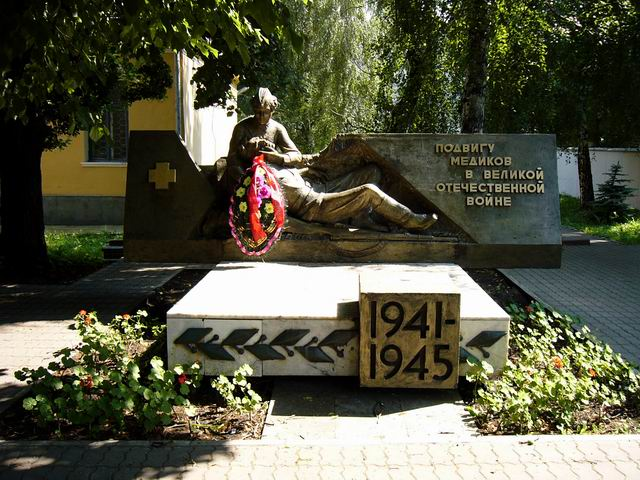 ПОДВИГУ
МЕДИКОВ
В ВЕЛИКОЙ
ОТЕЧЕСТВЕННОЙ
ВОЙНЕ
1941-
1945